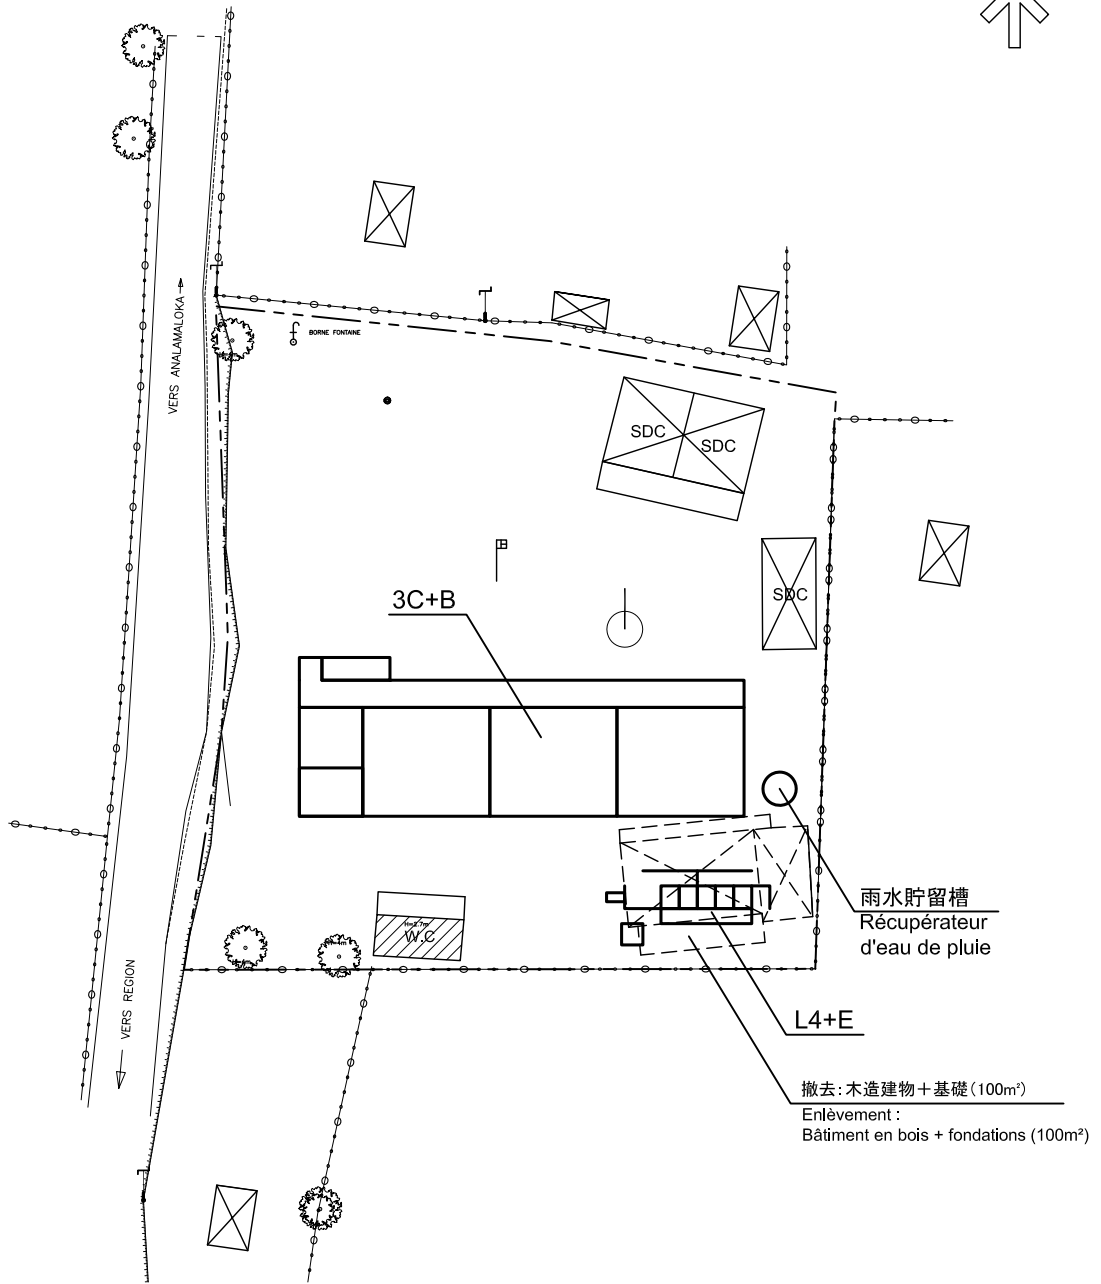 VERS ANALAMALOKA
BORNE FONTAINE
SDC
SDC
SDC
3C+B
雨水貯留槽
Récupérateur
d'eau de pluie
W.C
VERS REGION
L4+E
撤去:木造建物+基礎(100m²)
Enlèvement :
Bâtiment en bois + fondations (100m²)